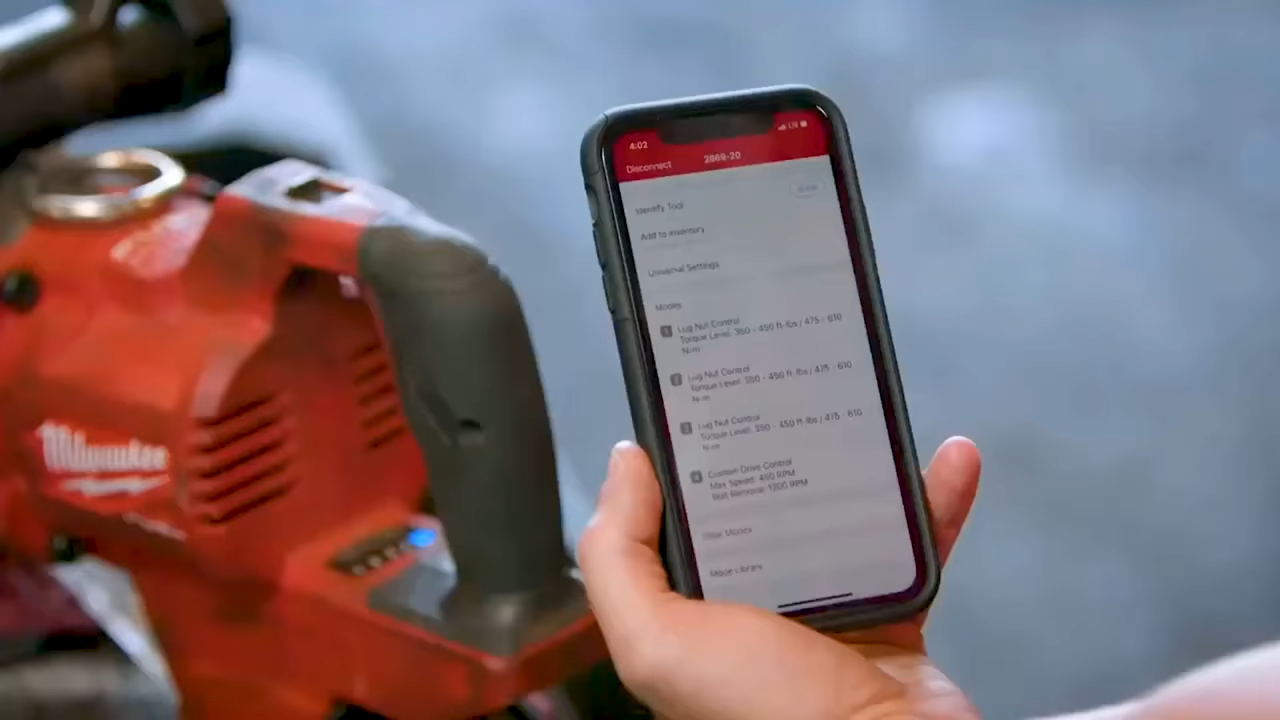 4:02
LTE
Disconnect
2869-20
Identify Tool
Add to Inventory
Universal Settings
Modes
1
Lug Nut Control
Torque Level: 350 - 450 ft-lbs / 475 - 610
N-m
2
Lug Nut Control
Torque Level: 350 - 450 ft-lbs / 475 - 610
N-m
3
Lug Nut Control
Torque Level: 350 - 450 ft-lbs / 475 - 610
N-m
4
Custom Drive Control
Max Speed: 450 RPM
Bolt Removal: 1300 RPM
Other Modes
Mode Library
Milwaukee